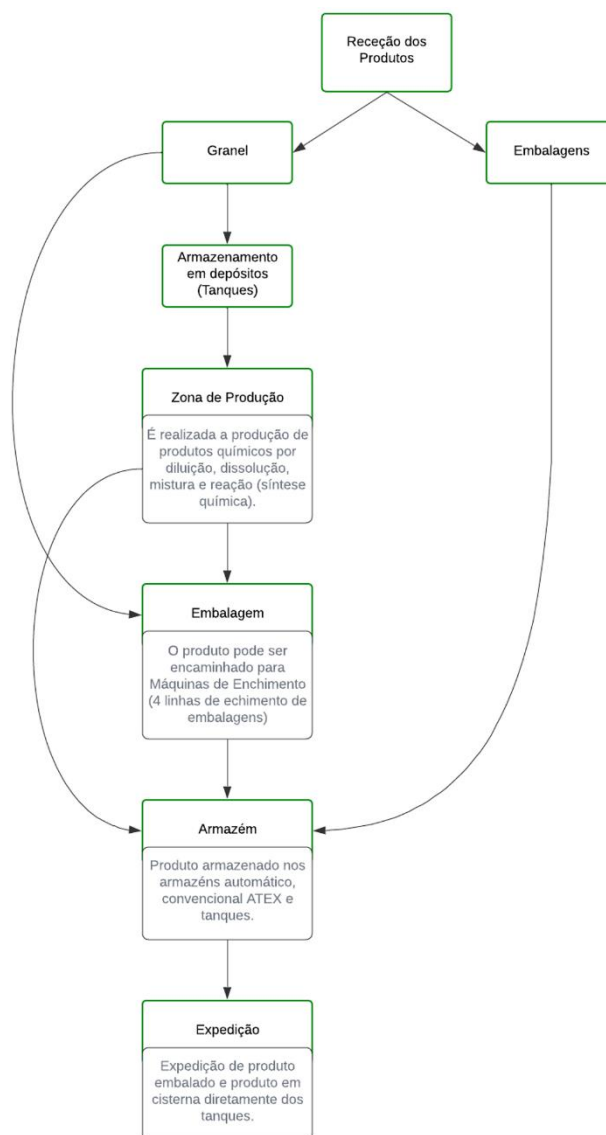 Receção dos
Produtos
Granel
Embalagens
Armazenamento
em depósitos
(Tanques)
Zona de Produção
É realizada a produção de
produtos químicos por
diluição, dissolução,
mistura e reação (síntese
química).
Embalagem
O produto pode ser
encaminhado para
Máquinas de Enchimento
(4 linhas de echimento de
embalagens)
Armazém
Produto armazenado nos
armazéns automático,
convencional ATEX e
tanques.
Expedição
Expedição de produto
embalado e produto em
cisterna diretamente dos
tanques.